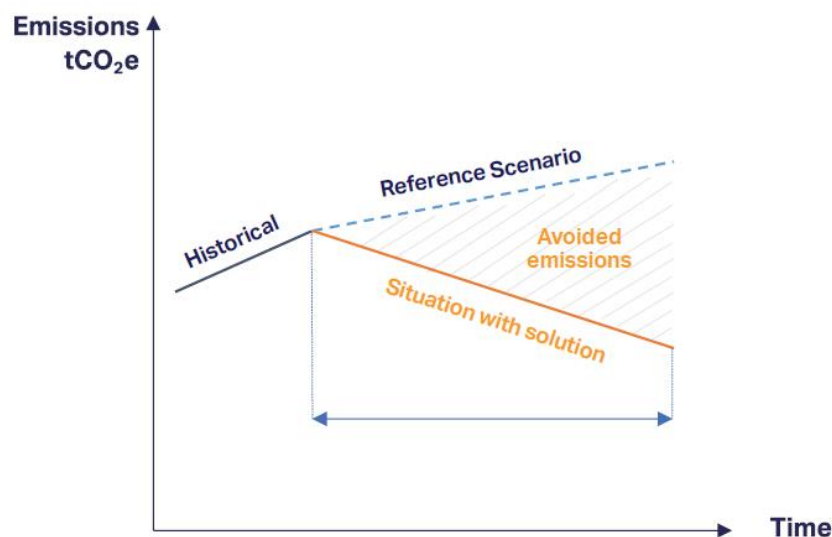 Emissions
tCO₂e
Reference Scenario
Historical
Avoided
emissions
Situation with solution
Time